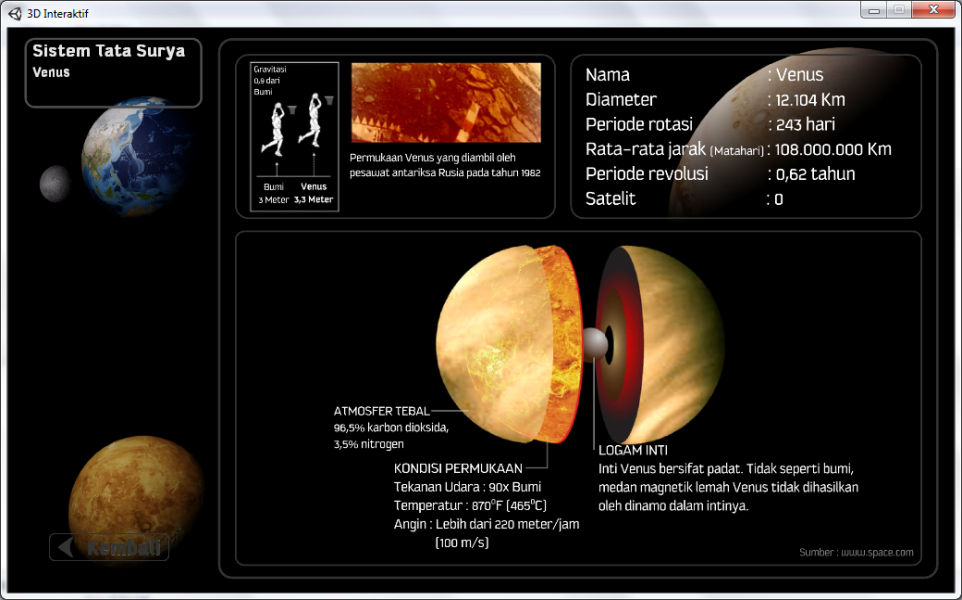 3D Interaktif
Sistem Tata Surya
Venus
Gravitasi
0,9 dari
Bumi
Bumi Venus
3 Meter 3,3 Meter
Permukaan Venus yang diambil oleh
pesawat antariksa Rusia pada tahun 1982
Nama : Venus
Diameter : 12.104 Km
Periode rotasi : 243 hari
Rata-rata jarak (Matahari) : 108.000.000 Km
Periode revolusi : 0,62 tahun
Satelit : 0
ATMOSFER TEBAL
96,5% karbon dioksida,
3,5% nitrogen
KONDISI PERMUKAAN
Tekanan Udara : 90x Bumi
Temperatur : 870⁰F (465⁰C)
Angin : Lebih dari 220 meter/jam
(100 m/s)
LOGAM INTI
Inti Venus bersifat padat. Tidak seperti bumi,
medan magnetik lemah Venus tidak dihasilkan
oleh dinamo dalam intinya.
Kembali
Sumber : www.space.com